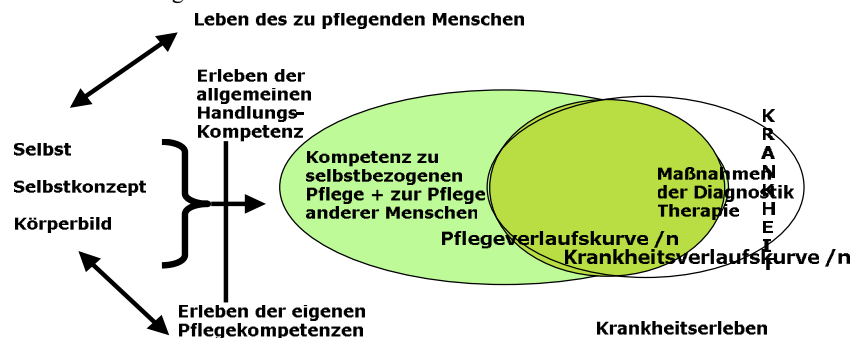 Leben des zu pflegenden Menschen
Erleben der
allgemeinen
Handlungs-
Kompetenz
Selbst
Selbstkonzept
Körperbild
Kompetenz zu
selbstbezogenen
Pflege + zur Pflege
anderer Menschen
Maßnahmen
der Diagnostik
Therapie
KRANKHEIT
Pflegeverlaufskurve /n
Krankheitsverlaufskurve /n
Erleben der eigenen
Pflegekompetenzen
Krankheitserleben